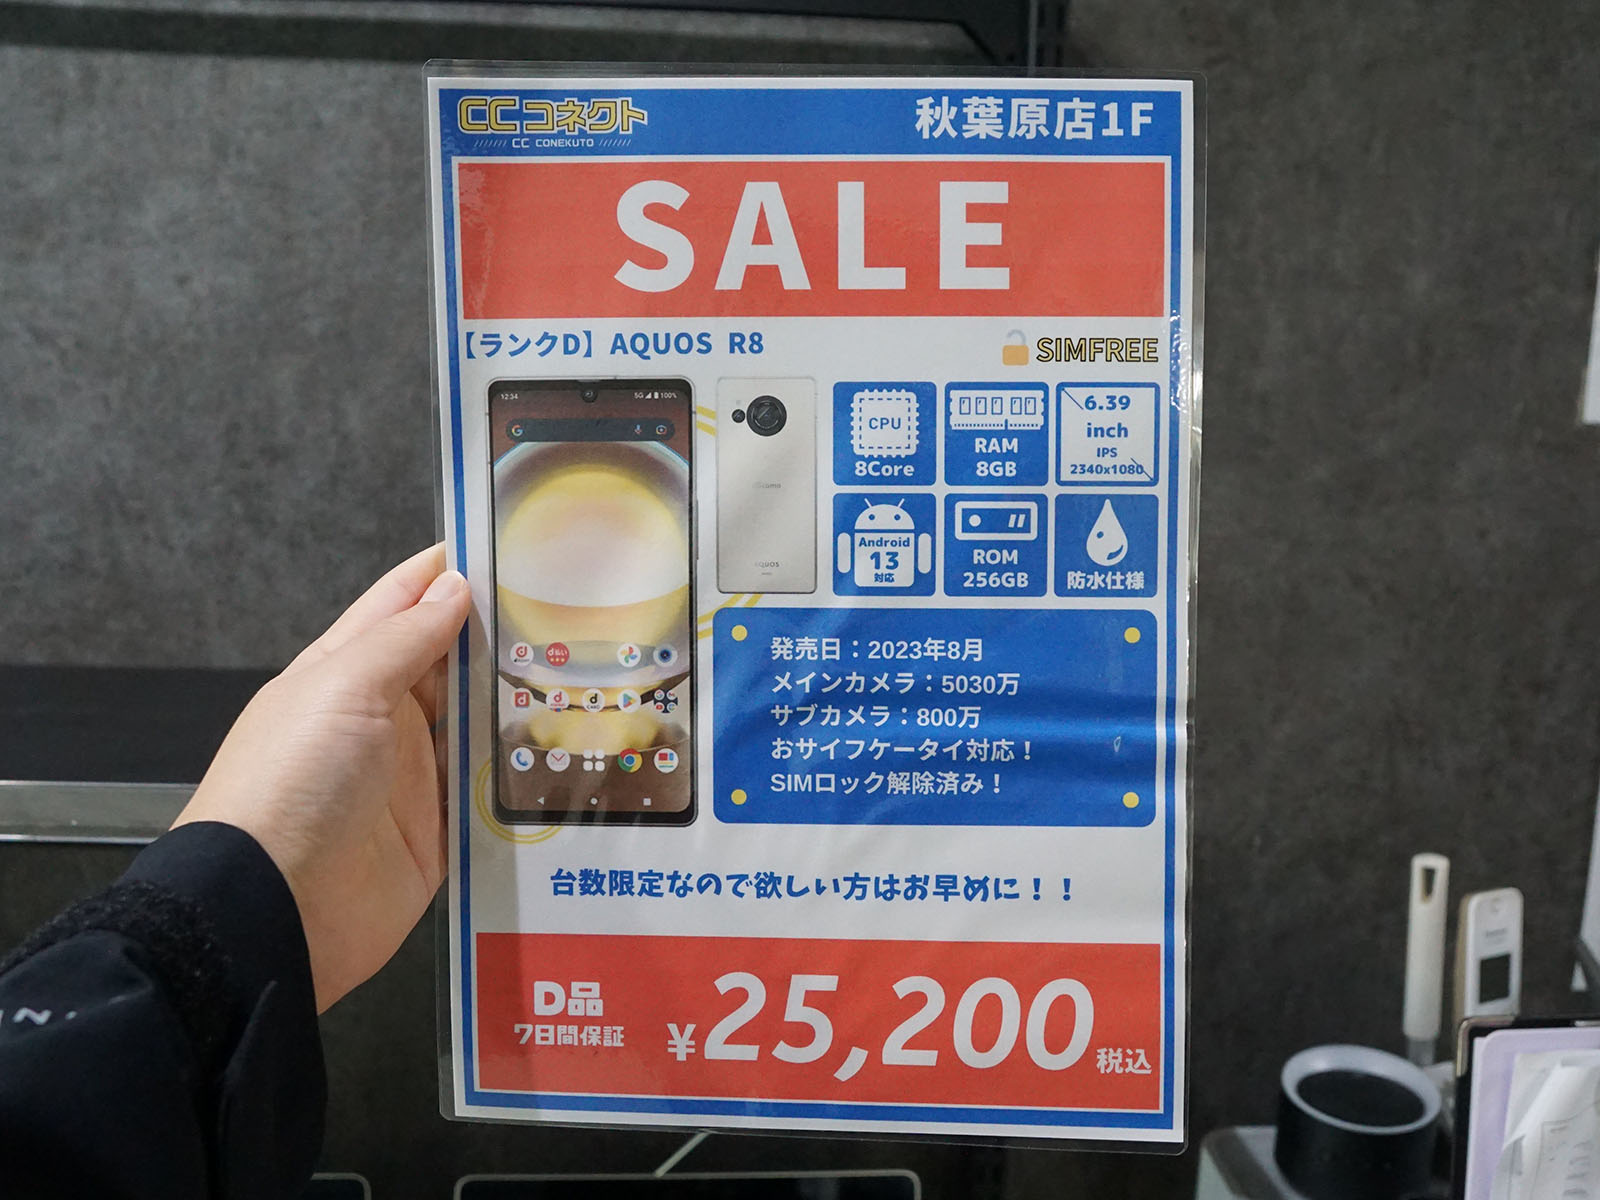 CCコネクト
CC CONEKUTO
秋葉原店1F
SALE
【ランクD】AQUOS R8
SIMFREE
12:34
5G 100%
CPU
8Core
RAM
8GB
6.39
inch
IPS
2340x1080
docomo
AQUOS
Android
13
対応
ROM
256GB
防水仕様
発売日：2023年8月
メインカメラ：5030万
サブカメラ：800万
おサイフケータイ対応！
SIMロック解除済み！
台数限定なので欲しい方はお早めに！！
D品
7日間保証
¥25,200
税込